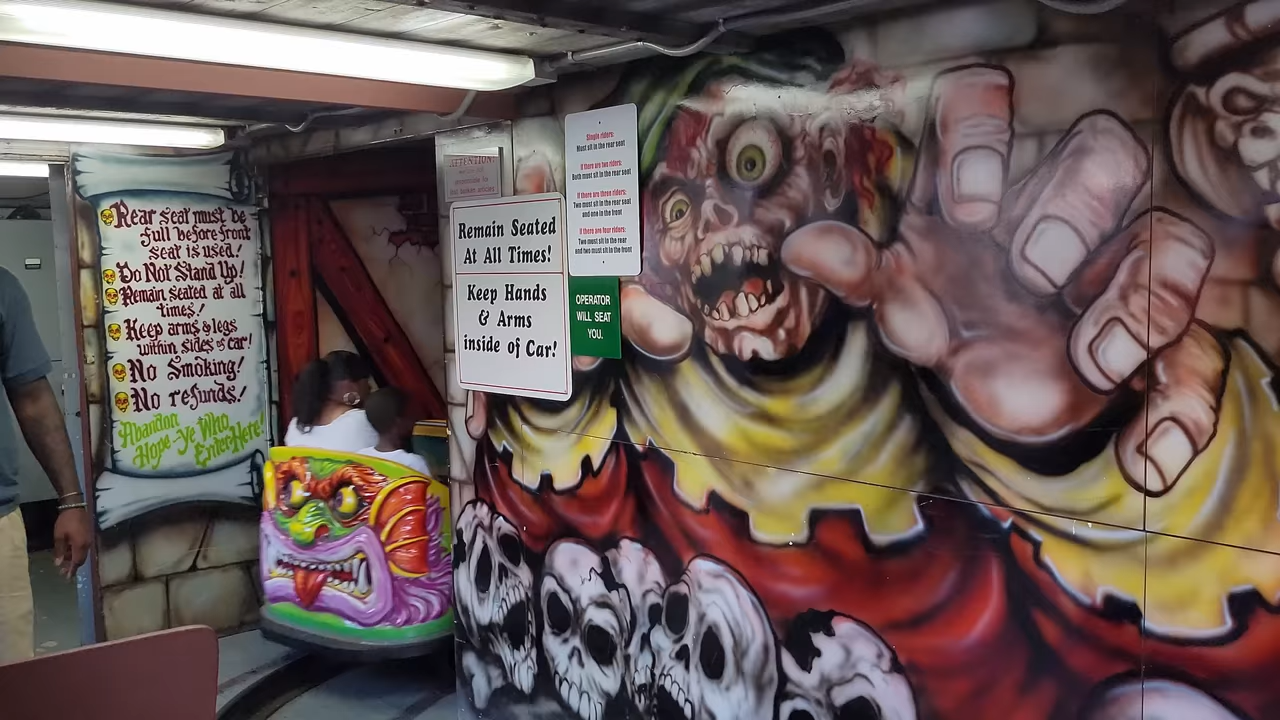 Rear seat must be
full before front
seat is used!
Do Not Stand Up!
Remain seated at all
times!
Keep arms & legs
within sides of car!
No Smoking!
No refunds!
Abandon
Hope-ye Who
Enter Here!
ATTENTION!
Remain Seated
At All Times!
Keep Hands
& Arms
inside of Car!
Single riders:
Must sit in the rear seat
If there are two riders:
Both must sit in the rear seat
If there are three riders:
Two must sit in the rear seat
and one in the front
If there are four riders:
Two must sit in the rear
and two must sit in the front
OPERATOR
WILL SEAT
YOU.